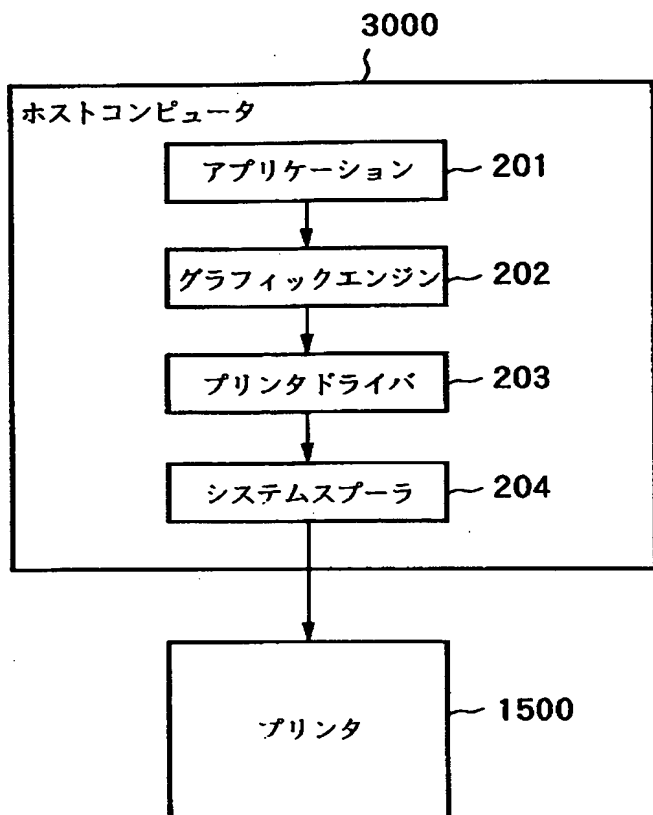 3000
ホストコンピュータ
アプリケーション 201
グラフィックエンジン 202
プリンタドライバ 203
システムスプーラ 204
プリンタ 1500